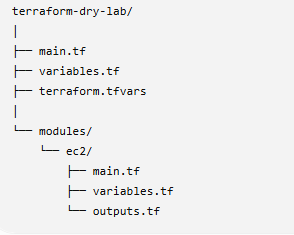 terraform-dry-lab/
│
├── main.tf
├── variables.tf
├── terraform.tfvars
│
└── modules/
    └── ec2/
        ├── main.tf
        ├── variables.tf
        └── outputs.tf